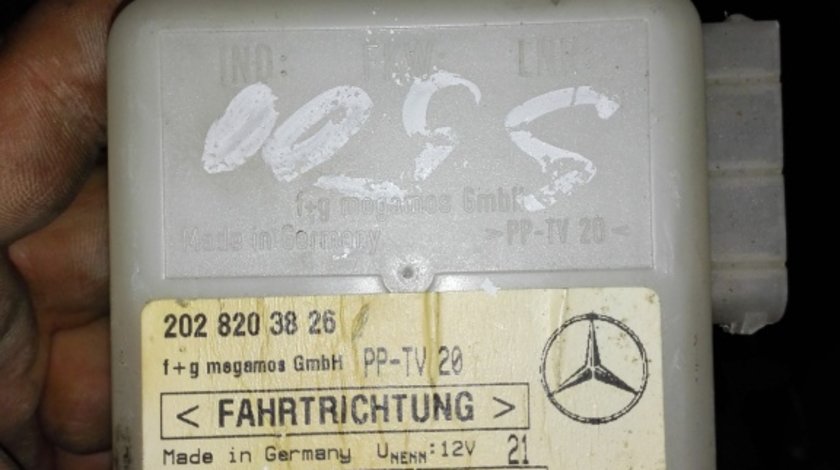 IND:
f+g megamos GmbH
Made in Germany >PP-TV 20<
202 820 38 26
f+g megamos GmbH PP-TV 20
< FAHRTRICHTUNG >
Made in Germany UNENN:12V 21